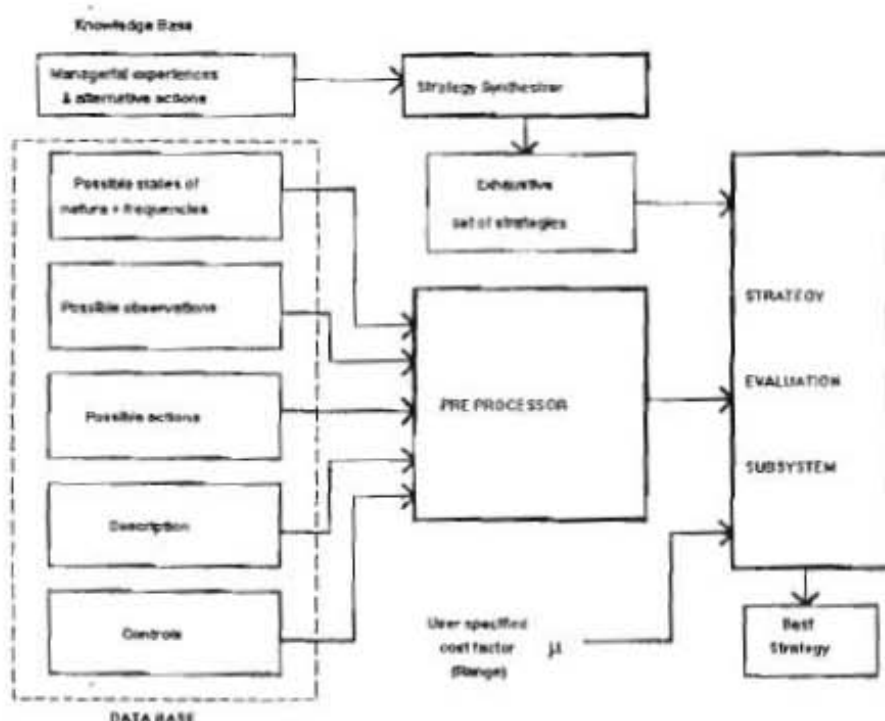 Knowledge Base
Managerial experiences
& alternative actions
Strategy Synthesizer
Possible states of
nature + frequencies
Exhaustive
set of strategies
Possible observations
STRATEGY
Possible actions
PRE PROCESSOR
EVALUATION
SUBSYSTEM
Description
Controls
User specified
cost factor μ
(Range)
Best
Strategy
DATA BASE